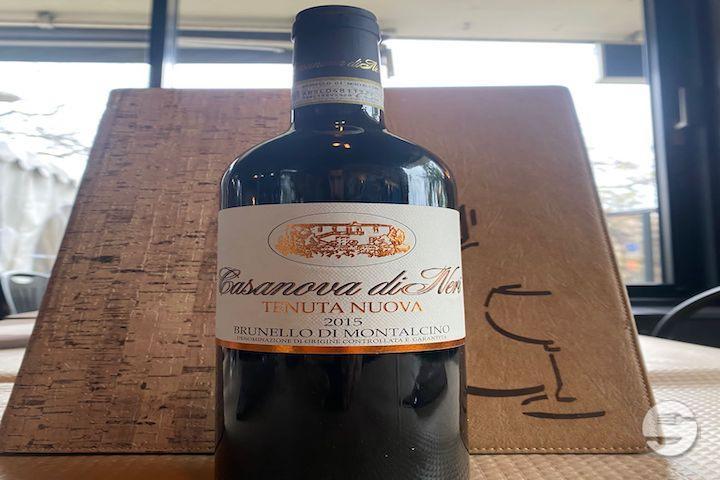 Casanova di Neri
TENUTA NUOVA
2015
BRUNELLO DI MONTALCINO
DENOMINAZIONE DI ORIGINE CONTROLLATA E GARANTITA